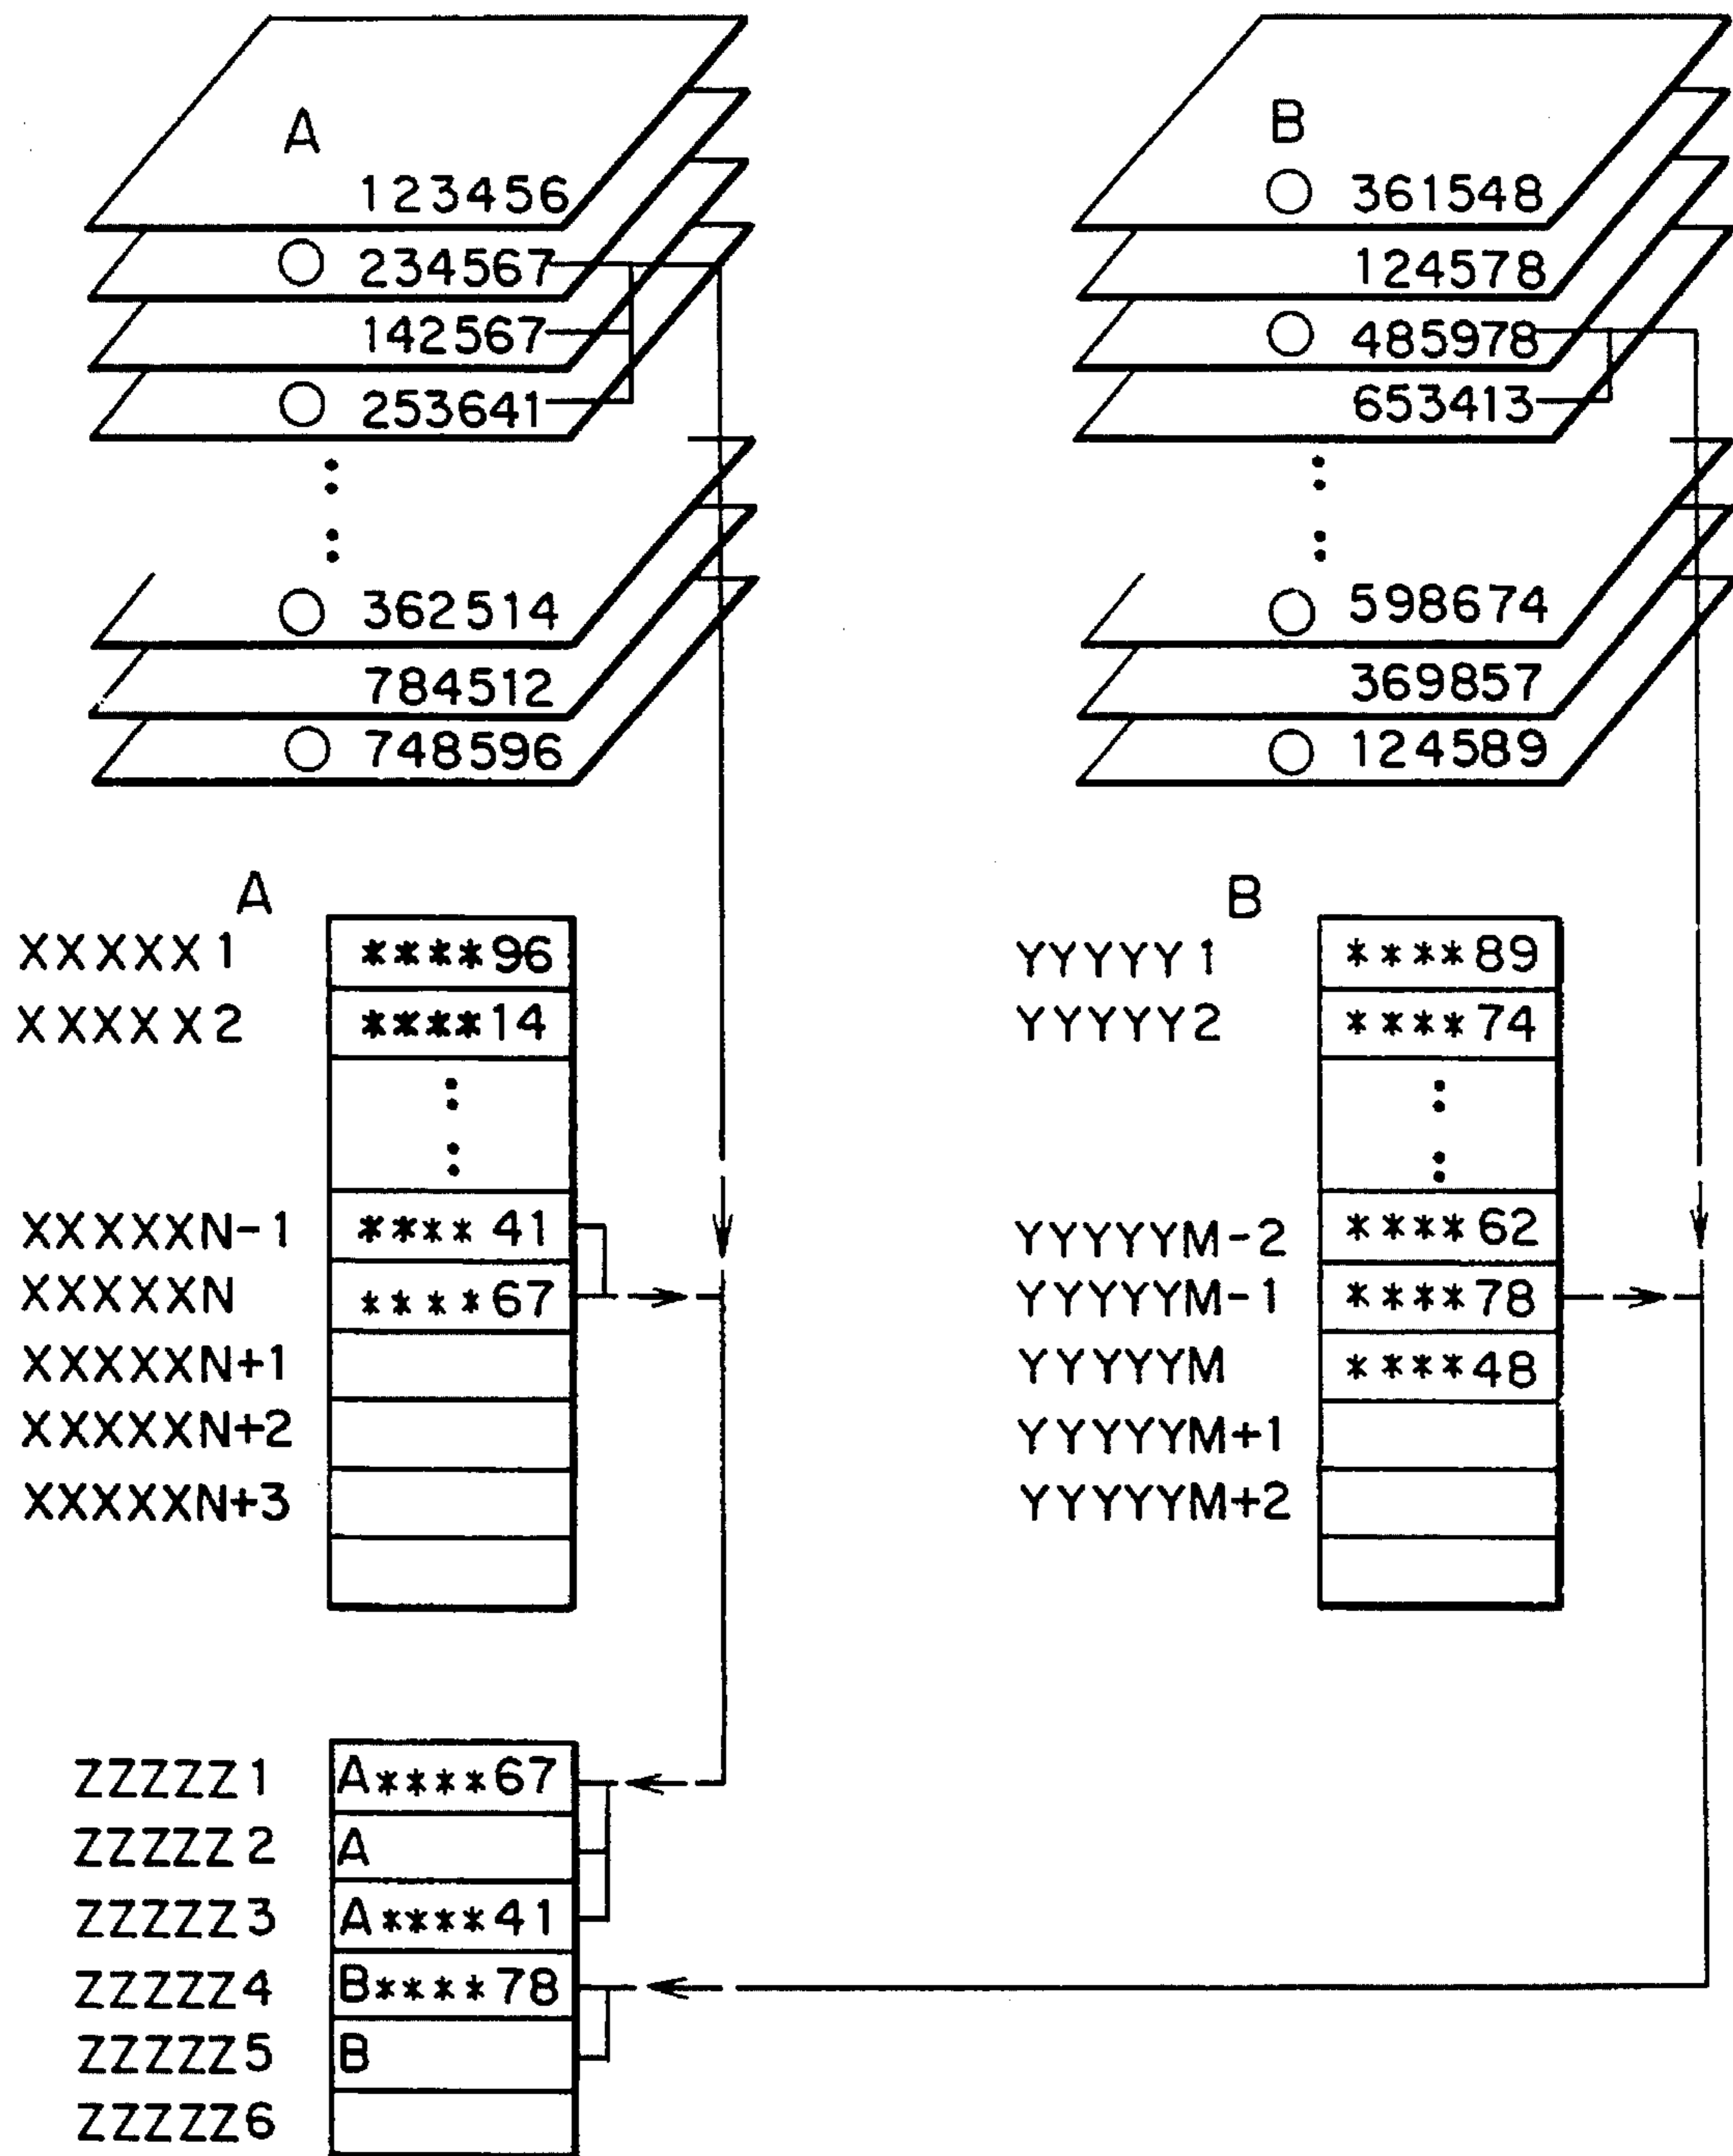 A
123456
234567
142567
253641
362514
784512
748596
B
361548
124578
485978
653413
598674
369857
124589
A
XXXXX1 ****96
XXXXX2 ****14
XXXXXN-1 ****41
XXXXXN ****67
XXXXXN+1
XXXXXN+2
XXXXXN+3
B
YYYYY1 ****89
YYYYY2 ****74
YYYYYM-2 ****62
YYYYYM-1 ****78
YYYYYM ****48
YYYYYM+1
YYYYYM+2
ZZZZZ1 A****67
ZZZZZ2 A
ZZZZZ3 A****41
ZZZZZ4 B****78
ZZZZZ5 B
ZZZZZ6